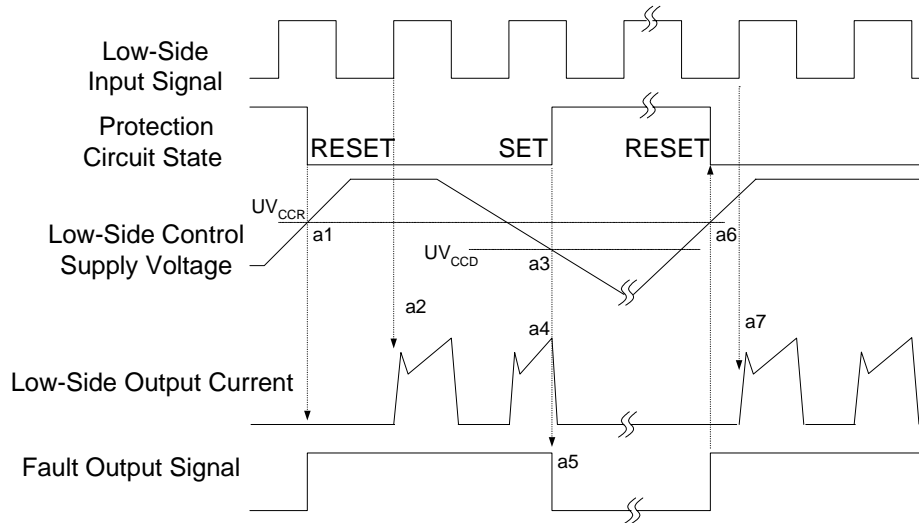 Low-Side
Input Signal
Protection
Circuit State
RESET
SET
RESET
UVCCR
a1
a6
Low-Side Control
Supply Voltage
UVCCD
a3
a2
a4
a7
Low-Side Output Current
Fault Output Signal
a5